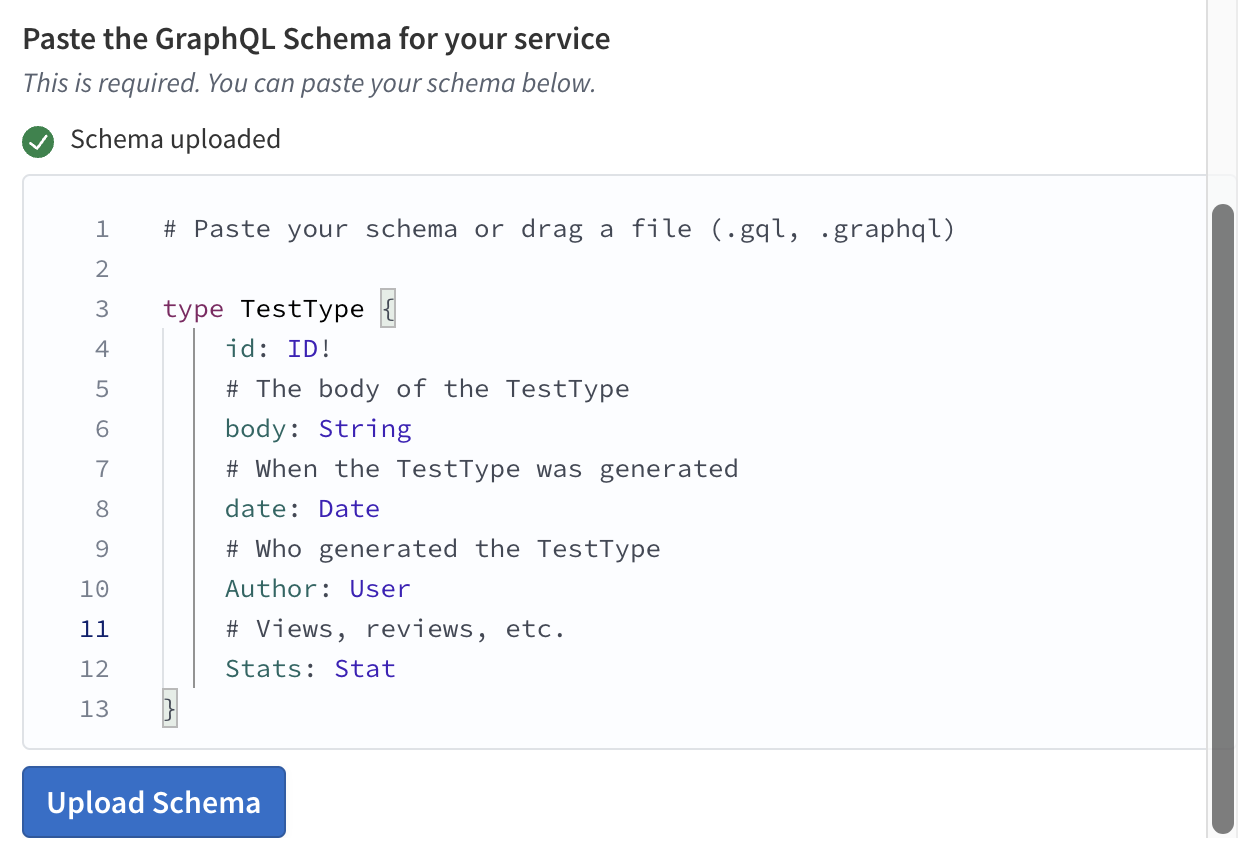 Paste the GraphQL Schema for your service
This is required. You can paste your schema below.
Schema uploaded
1 # Paste your schema or drag a file (.gql, .graphql)
2
3 type TestType {
4 id: ID!
5 # The body of the TestType
6 body: String
7 # When the TestType was generated
8 date: Date
9 # Who generated the TestType
10 Author: User
11 # Views, reviews, etc.
12 Stats: Stat
13 }
Upload Schema